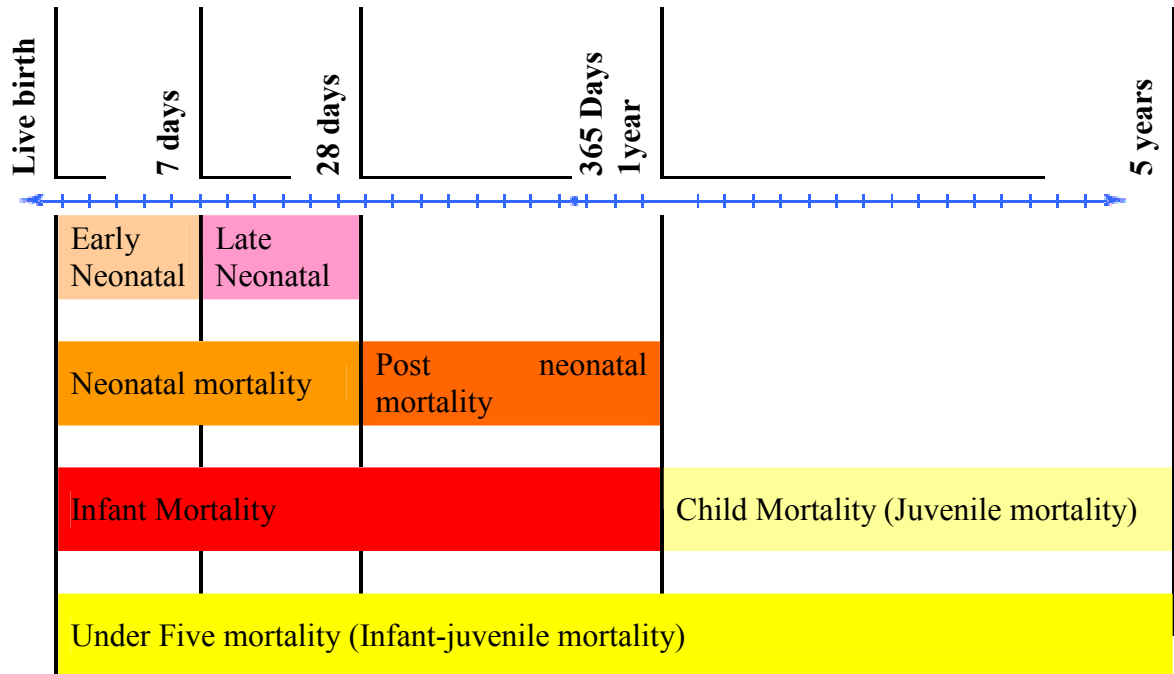 Live birth
7 days
28 days
365 Days
1year
5 years
Early
Neonatal
Late
Neonatal
Neonatal mortality
Post neonatal
mortality
Infant Mortality
Child Mortality (Juvenile mortality)
Under Five mortality (Infant-juvenile mortality)